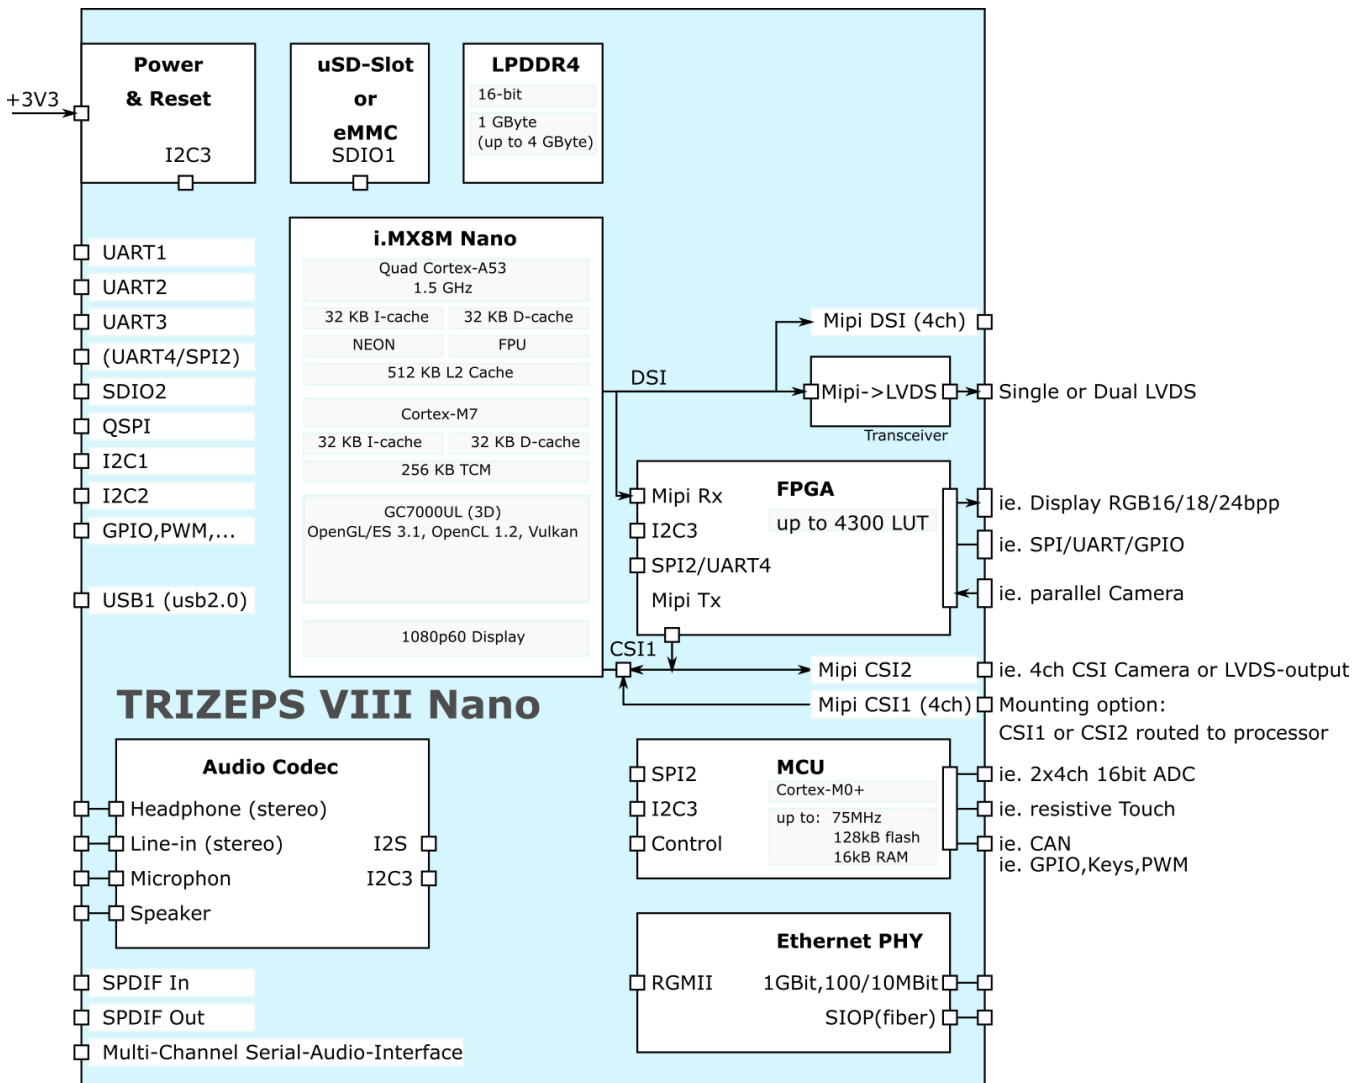 +3V3
Power
& Reset
I2C3
uSD-Slot
or
eMMC
SDIO1
LPDDR4
16-bit
1 GByte
(up to 4 GByte)
UART1
UART2
UART3
(UART4/SPI2)
SDIO2
QSPI
I2C1
I2C2
GPIO,PWM,...
USB1 (usb2.0)
i.MX8M Nano
Quad Cortex-A53
1.5 GHz
32 KB I-cache
32 KB D-cache
NEON
FPU
512 KB L2 Cache
Cortex-M7
32 KB I-cache
32 KB D-cache
256 KB TCM
GC7000UL (3D)
OpenGL/ES 3.1, OpenCL 1.2, Vulkan
1080p60 Display
DSI
Mipi DSI (4ch)
Mipi->LVDS
Transceiver
Single or Dual LVDS
FPGA
up to 4300 LUT
Mipi Rx
I2C3
SPI2/UART4
Mipi Tx
ie. Display RGB16/18/24bpp
ie. SPI/UART/GPIO
ie. parallel Camera
CSI1
Mipi CSI2
ie. 4ch CSI Camera or LVDS-output
Mipi CSI1 (4ch)
Mounting option:
CSI1 or CSI2 routed to processor
TRIZEPS VIII Nano
Audio Codec
Headphone (stereo)
Line-in (stereo)
Microphon
Speaker
I2S
I2C3
MCU
SPI2
I2C3
Control
Cortex-M0+
up to: 75MHz
128kB flash
16kB RAM
ie. 2x4ch 16bit ADC
ie. resistive Touch
ie. CAN
ie. GPIO,Keys,PWM
Ethernet PHY
RGMII
1GBit,100/10MBit
SIOP(fiber)
SPDIF In
SPDIF Out
Multi-Channel Serial-Audio-Interface